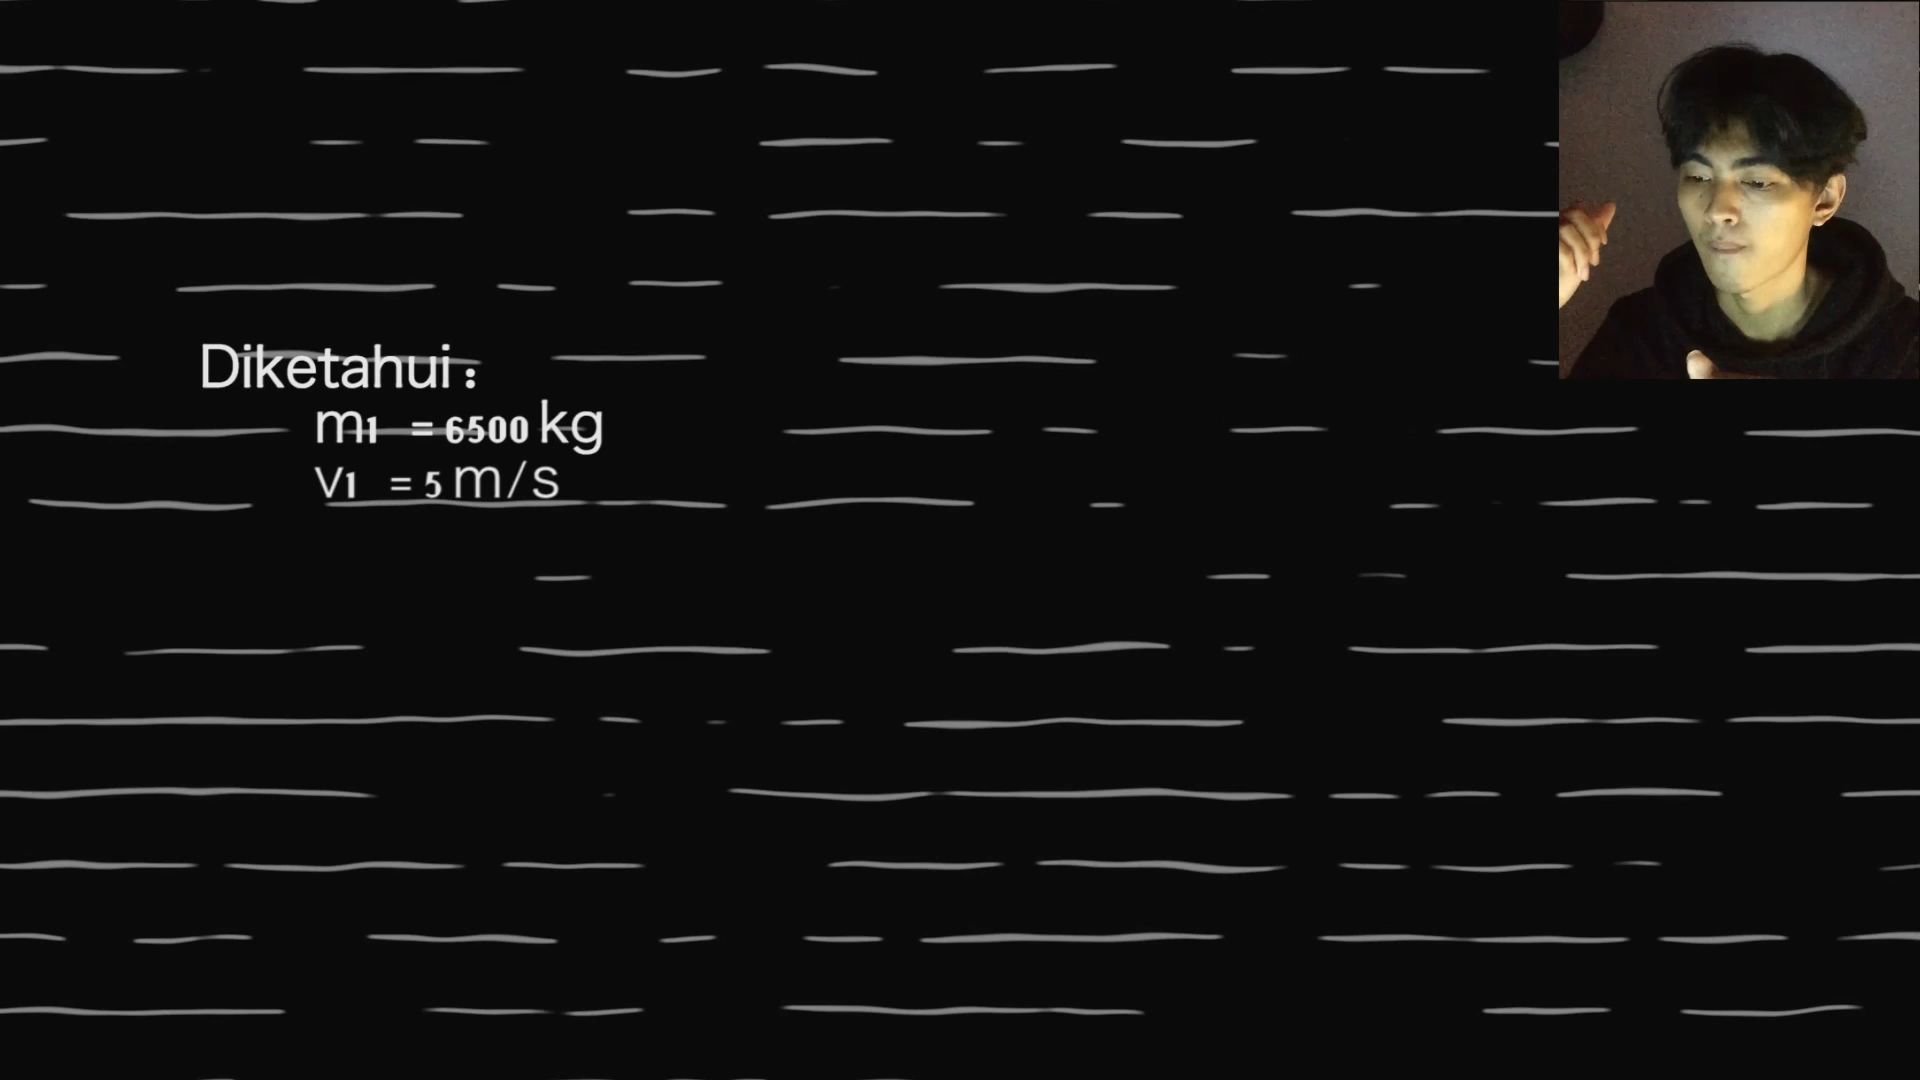 Diketahui :
m1 = 6500 kg
v1 = 5 m/s